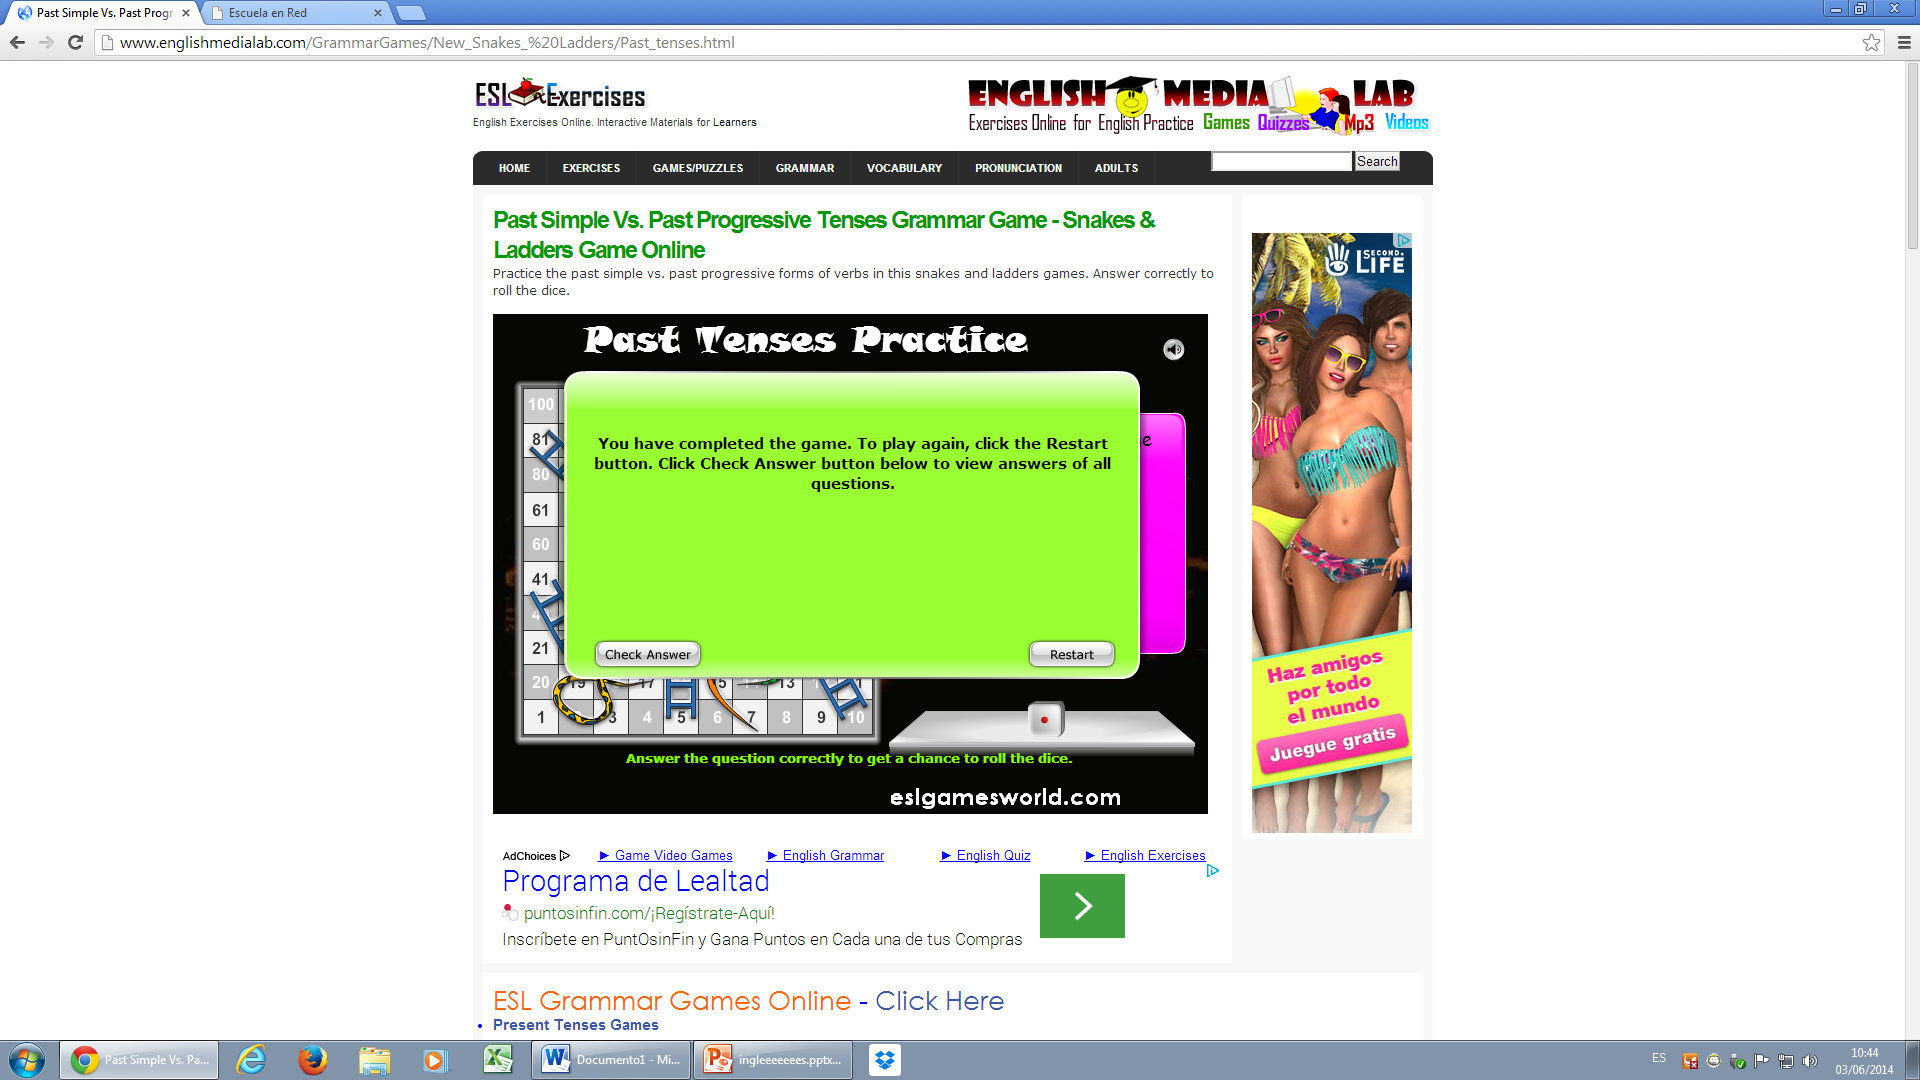 Past Simple Vs. Past Progr
Escuela en Red
www.englishmedialab.com/GrammarGames/New_Snakes_%20Ladders/Past_tenses.html
ESL Exercises
English Exercises Online. Interactive Materials for Learners
ENGLISH MEDIA LAB
Exercises Online for English Practice Games Quizzes Mp3 Videos
HOME EXERCISES GAMES/PUZZLES GRAMMAR VOCABULARY PRONUNCIATION ADULTS Search
Past Simple Vs. Past Progressive Tenses Grammar Game - Snakes &
Ladders Game Online
Practice the past simple vs. past progressive forms of verbs in this snakes and ladders games. Answer correctly to
roll the dice.
Past Tenses Practice
100
81
80
61
60
41
21
20 19 17 13
1 3 4 5 6 7 8 9 10
You have completed the game. To play again, click the Restart
button. Click Check Answer button below to view answers of all
questions.
Check Answer Restart
Answer the question correctly to get a chance to roll the dice.
eslgamesworld.com
SECOND
LIFE
Haz amigos
por todo
el mundo
Juegue gratis
AdChoices
► Game Video Games ► English Grammar ► English Quiz ► English Exercises
Programa de Lealtad
puntosinfin.com/¡Regístrate-Aquí!
Inscríbete en PuntOsinFin y Gana Puntos en Cada una de tus Compras
ESL Grammar Games Online - Click Here
• Present Tenses Games
Past Simple Vs. Pa...
Documento1 - Mi...
ingleeeeeees.pptx...
ES
10:44
03/06/2014